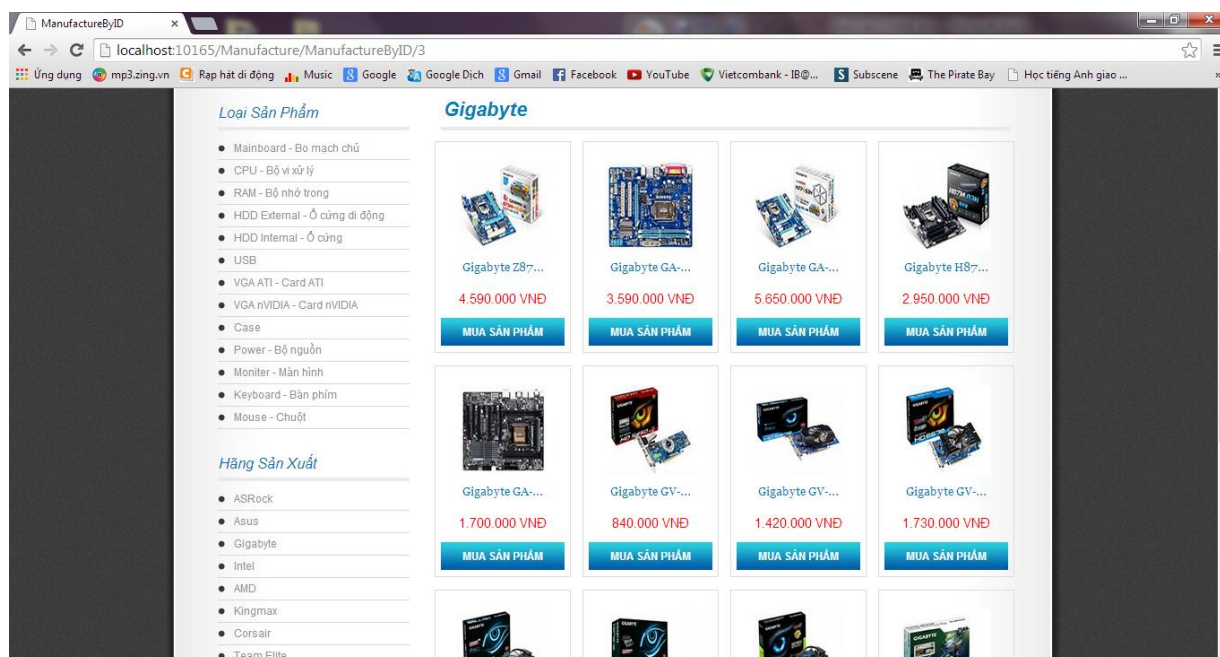 ManufactureByID
localhost:10165/Manufacture/ManufactureByID/3
Ứng dụng mp3.zing.vn Rạp hát di động Music Google Google Dịch Gmail Facebook YouTube Vietcombank - IB@... Subscene The Pirate Bay Học tiếng Anh giao ...
Loại Sản Phẩm
Mainboard - Bo mạch chủ
CPU - Bộ vi xử lý
RAM - Bộ nhớ trong
HDD External - Ổ cứng di động
HDD Internal - Ổ cứng
USB
VGA ATI - Card ATI
VGA nVIDIA - Card nVIDIA
Case
Power - Bộ nguồn
Moniter - Màn hình
Keyboard - Bàn phím
Mouse - Chuột
Hãng Sản Xuất
ASRock
Asus
Gigabyte
Intel
AMD
Kingmax
Corsair
Team Elite
Gigabyte
Gigabyte Z87... Gigabyte GA-... Gigabyte GA-... Gigabyte H87...
4.590.000 VNĐ 3.590.000 VNĐ 5.650.000 VNĐ 2.950.000 VNĐ
MUA SẢN PHẨM MUA SẢN PHẨM MUA SẢN PHẨM MUA SẢN PHẨM
Gigabyte GA-... Gigabyte GV-... Gigabyte GV-... Gigabyte GV-...
1.700.000 VNĐ 840.000 VNĐ 1.420.000 VNĐ 1.730.000 VNĐ
MUA SẢN PHẨM MUA SẢN PHẨM MUA SẢN PHẨM MUA SẢN PHẨM